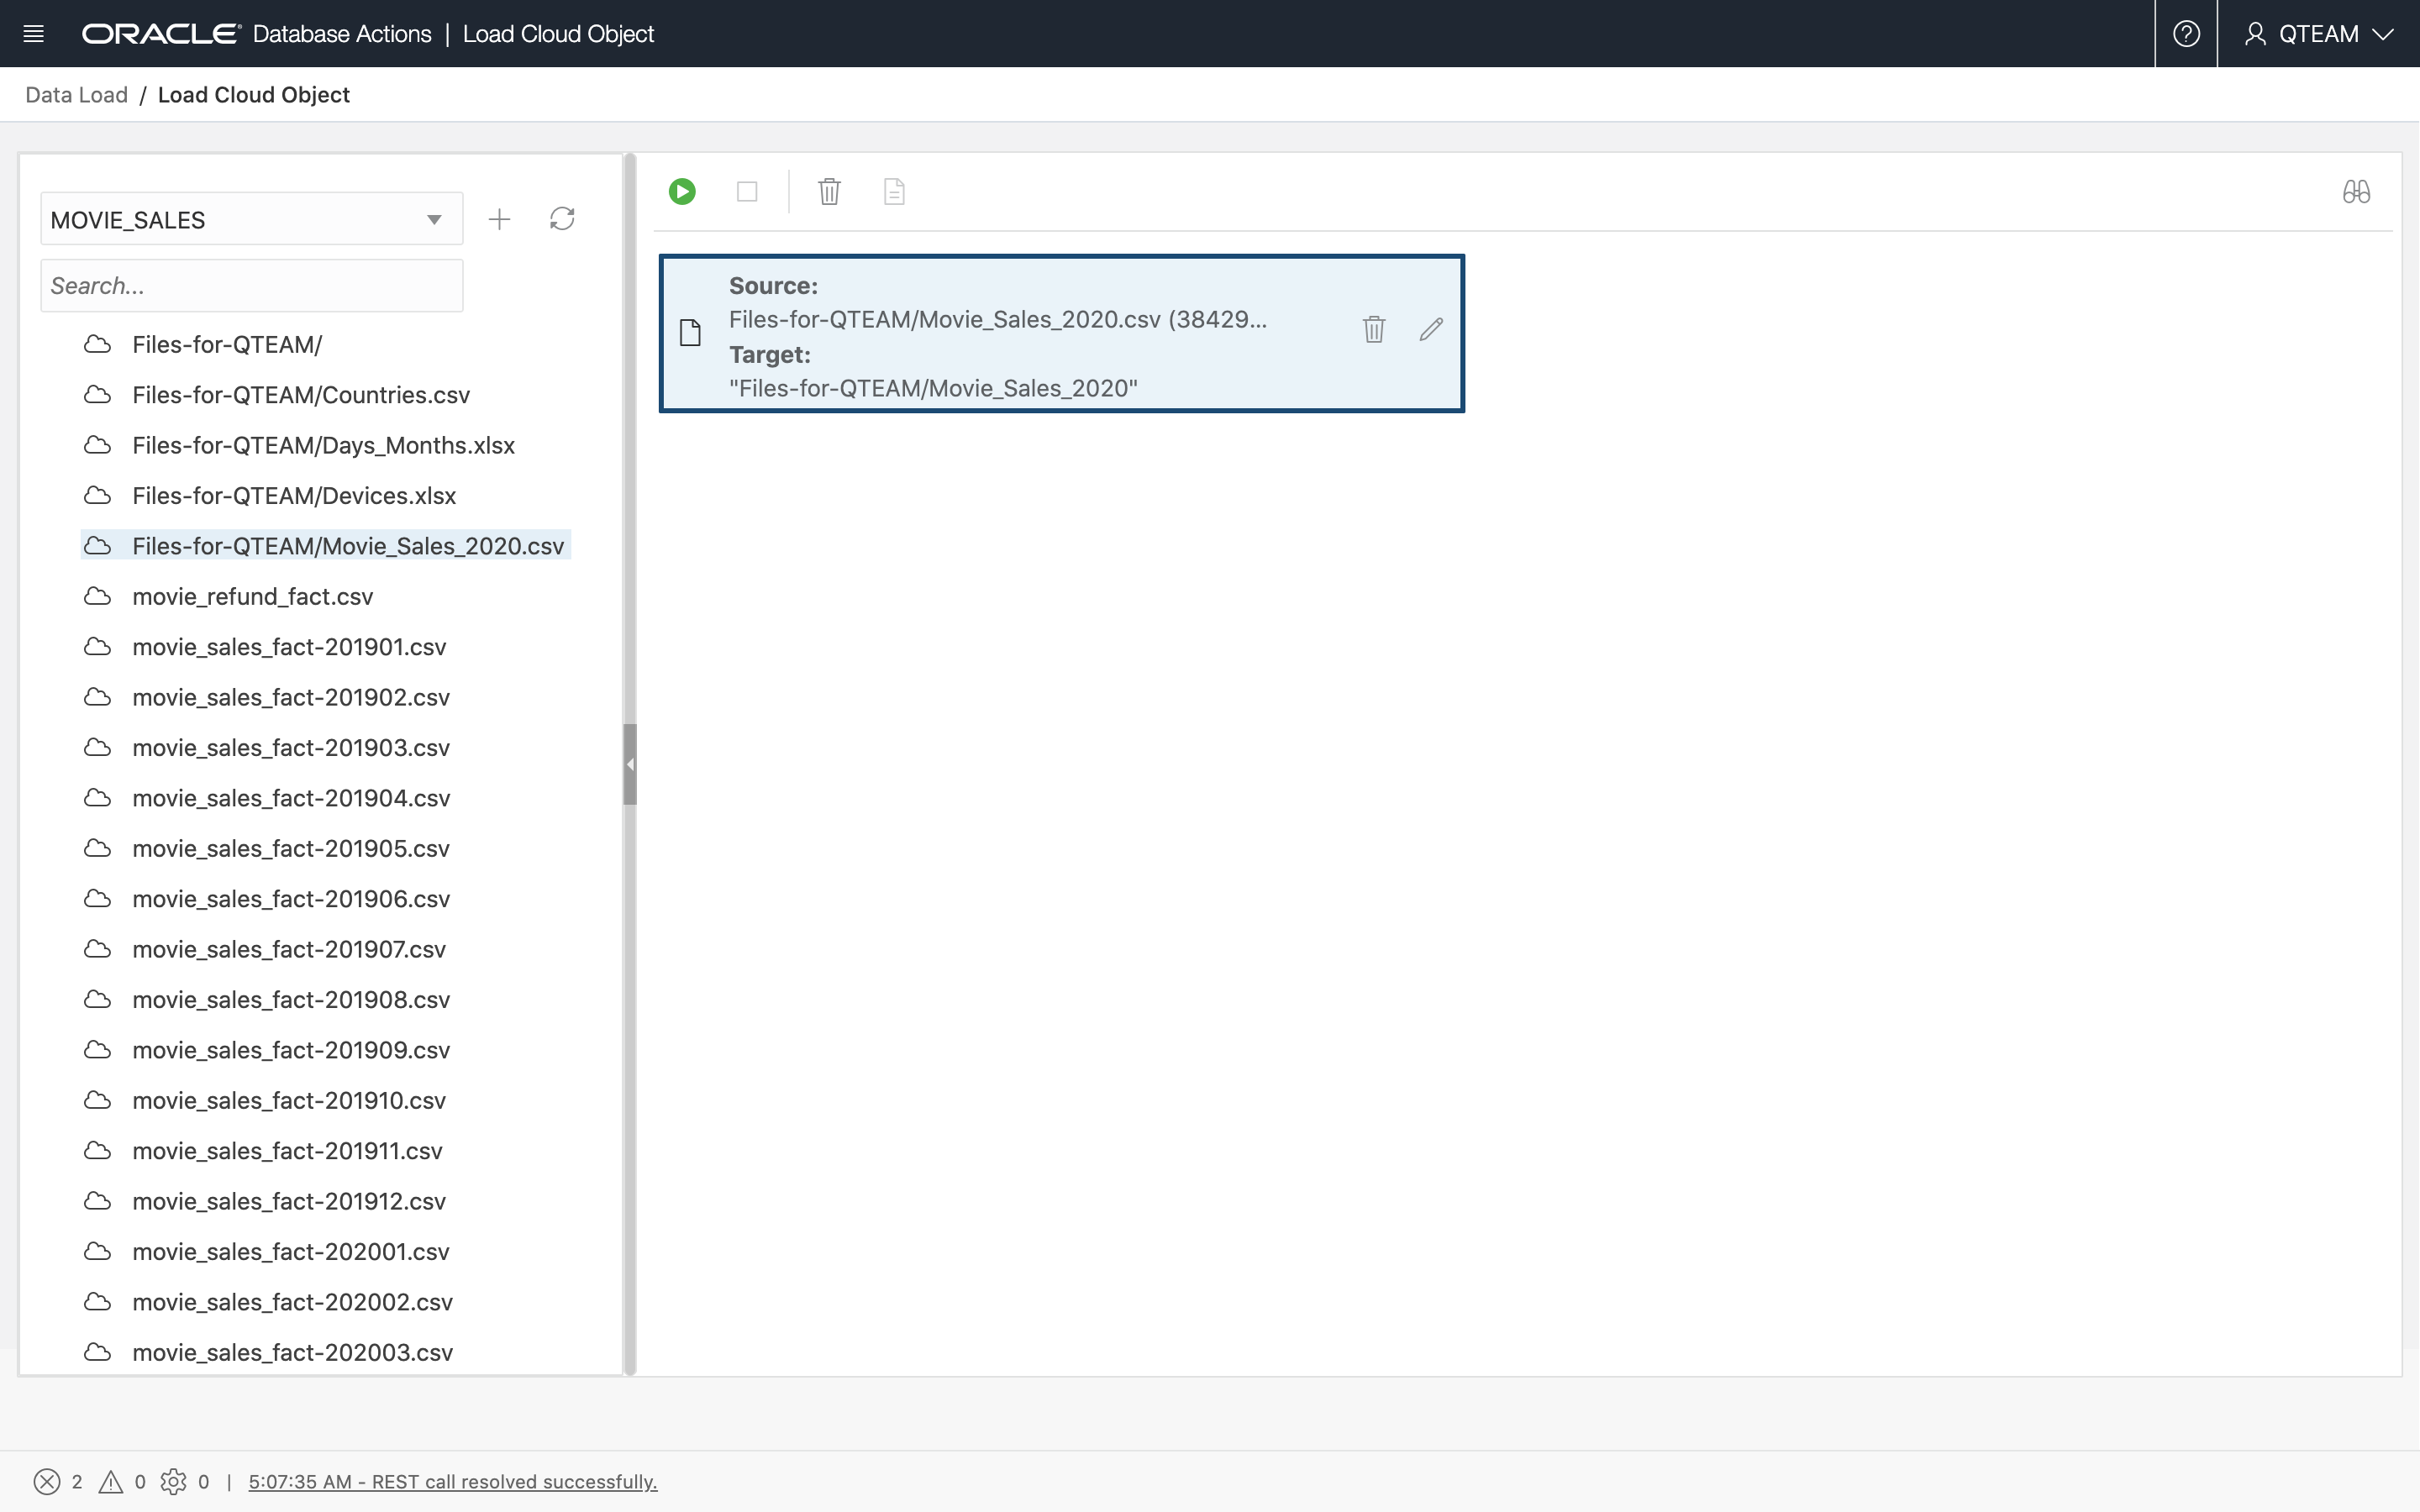 ORACLE Database Actions | Load Cloud Object
QTEAM
Data Load / Load Cloud Object
MOVIE_SALES
Search...
Files-for-QTEAM/
Files-for-QTEAM/Countries.csv
Files-for-QTEAM/Days_Months.xlsx
Files-for-QTEAM/Devices.xlsx
Files-for-QTEAM/Movie_Sales_2020.csv
movie_refund_fact.csv
movie_sales_fact-201901.csv
movie_sales_fact-201902.csv
movie_sales_fact-201903.csv
movie_sales_fact-201904.csv
movie_sales_fact-201905.csv
movie_sales_fact-201906.csv
movie_sales_fact-201907.csv
movie_sales_fact-201908.csv
movie_sales_fact-201909.csv
movie_sales_fact-201910.csv
movie_sales_fact-201911.csv
movie_sales_fact-201912.csv
movie_sales_fact-202001.csv
movie_sales_fact-202002.csv
movie_sales_fact-202003.csv
Source:
Files-for-QTEAM/Movie_Sales_2020.csv (38429...
Target:
"Files-for-QTEAM/Movie_Sales_2020"
2 0 0 | 5:07:35 AM - REST call resolved successfully.